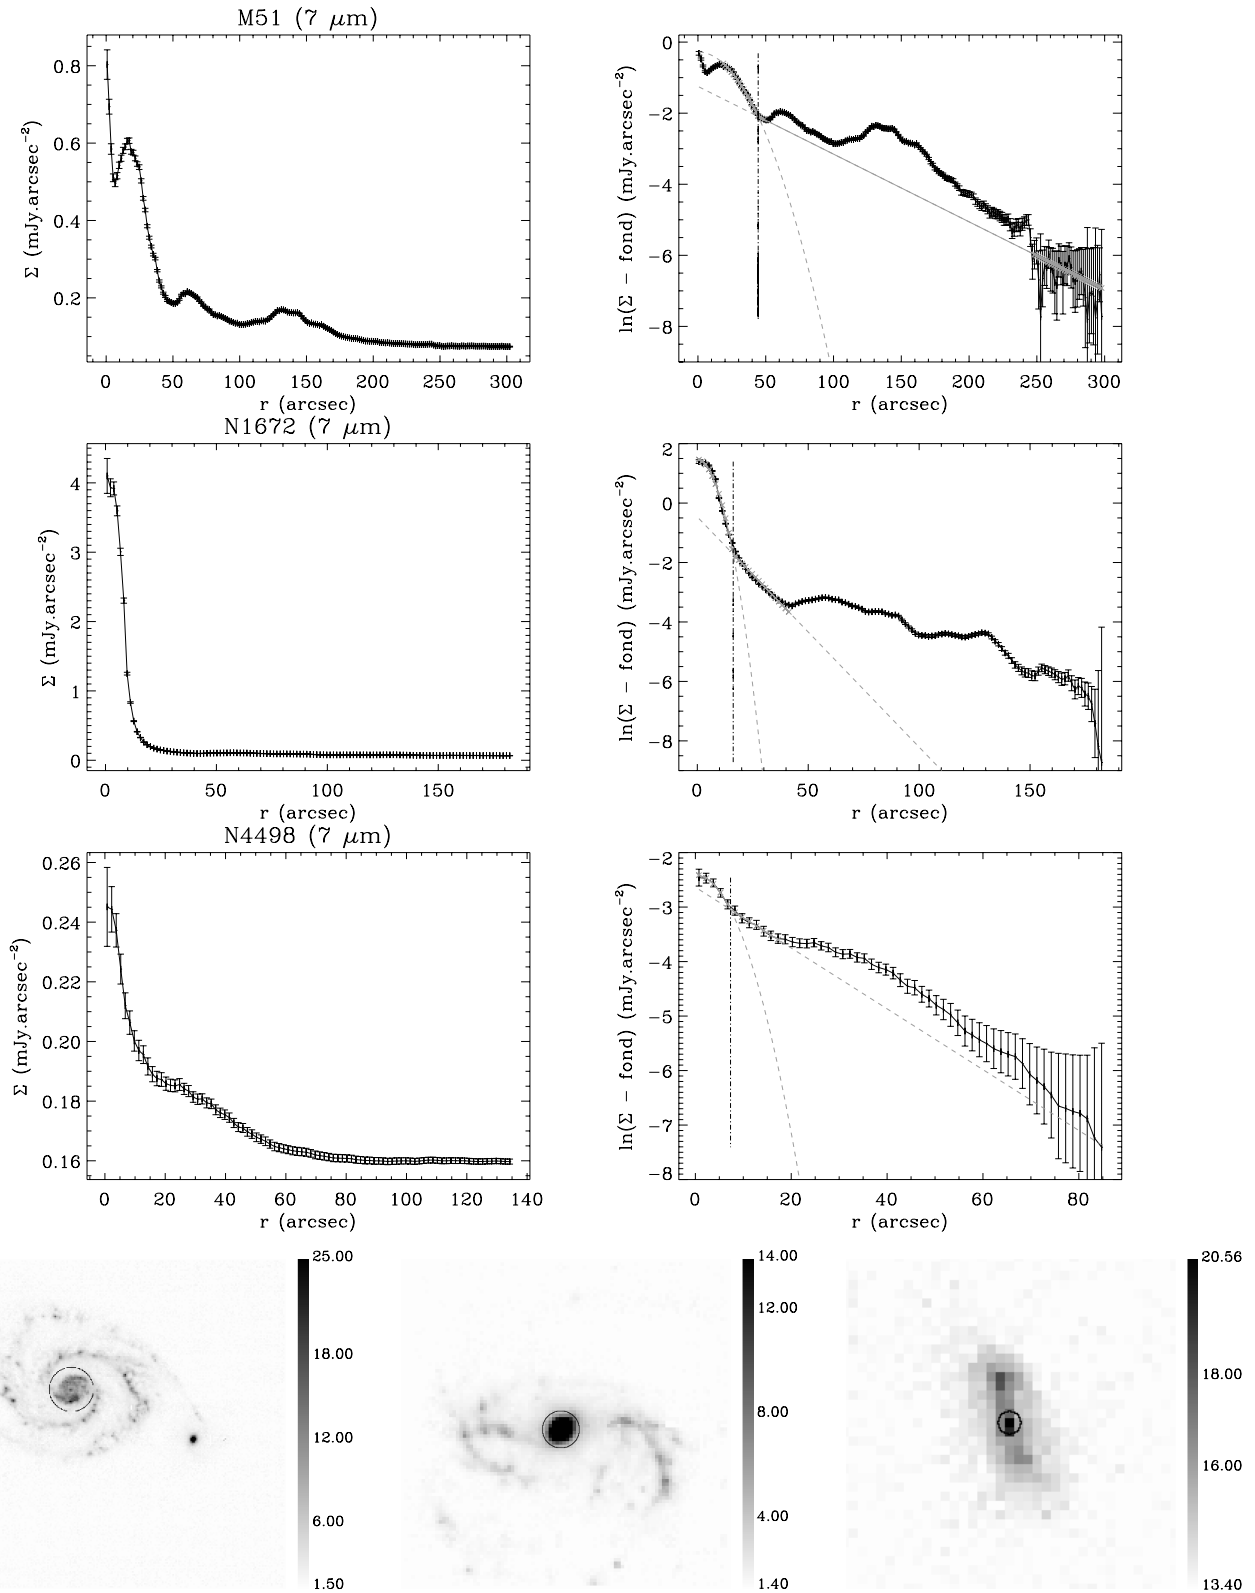 M51 (7 μm)
Σ (mJy.arcsec⁻²)
0.8
0.6
0.4
0.2
0 50 100 150 200 250 300
r (arcsec)
ln(Σ − fond) (mJy.arcsec⁻²)
0
−2
−4
−6
−8
0 50 100 150 200 250 300
r (arcsec)
N1672 (7 μm)
Σ (mJy.arcsec⁻²)
4
3
2
1
0
0 50 100 150
r (arcsec)
ln(Σ − fond) (mJy.arcsec⁻²)
2
0
−2
−4
−6
−8
0 50 100 150
r (arcsec)
N4498 (7 μm)
Σ (mJy.arcsec⁻²)
0.26
0.24
0.22
0.20
0.18
0.16
0 20 40 60 80 100 120 140
r (arcsec)
ln(Σ − fond) (mJy.arcsec⁻²)
−2
−3
−4
−5
−6
−7
−8
0 20 40 60 80
r (arcsec)
25.00
18.00
12.00
6.00
1.50
14.00
12.00
8.00
4.00
1.40
20.56
18.00
16.00
13.40